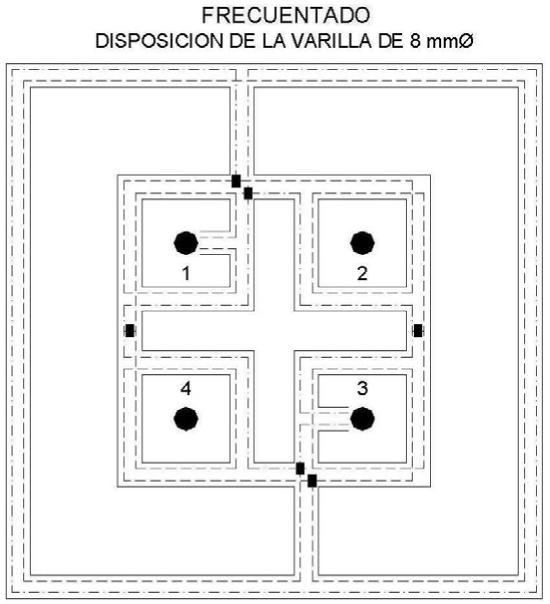 FRECUENTADO
DISPOSICION DE LA VARILLA DE 8 mmØ
1
2
4
3